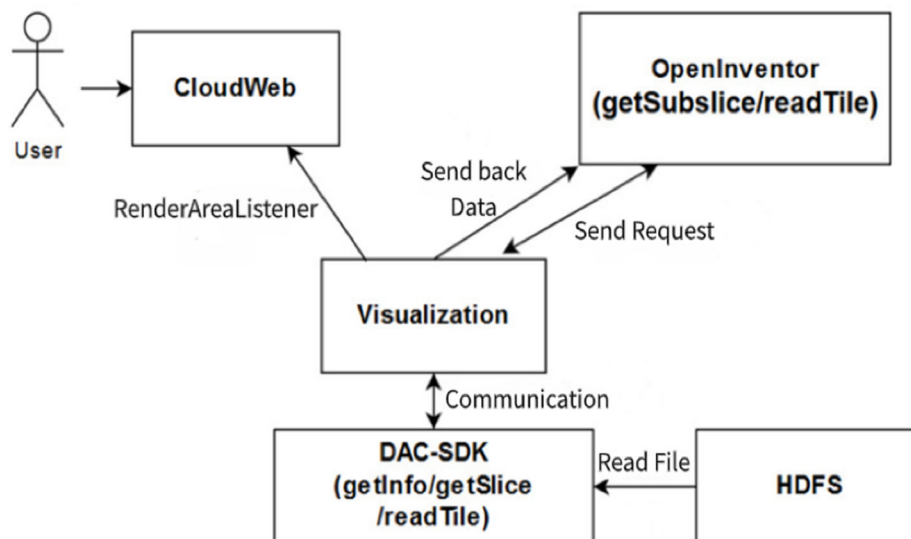 User
CloudWeb
OpenInventor
(getSubslice/readTile)
RenderAreaListener
Send back
Data
Send Request
Visualization
Communication
DAC-SDK
(getInfo/getSlice
/readTile)
Read File
HDFS